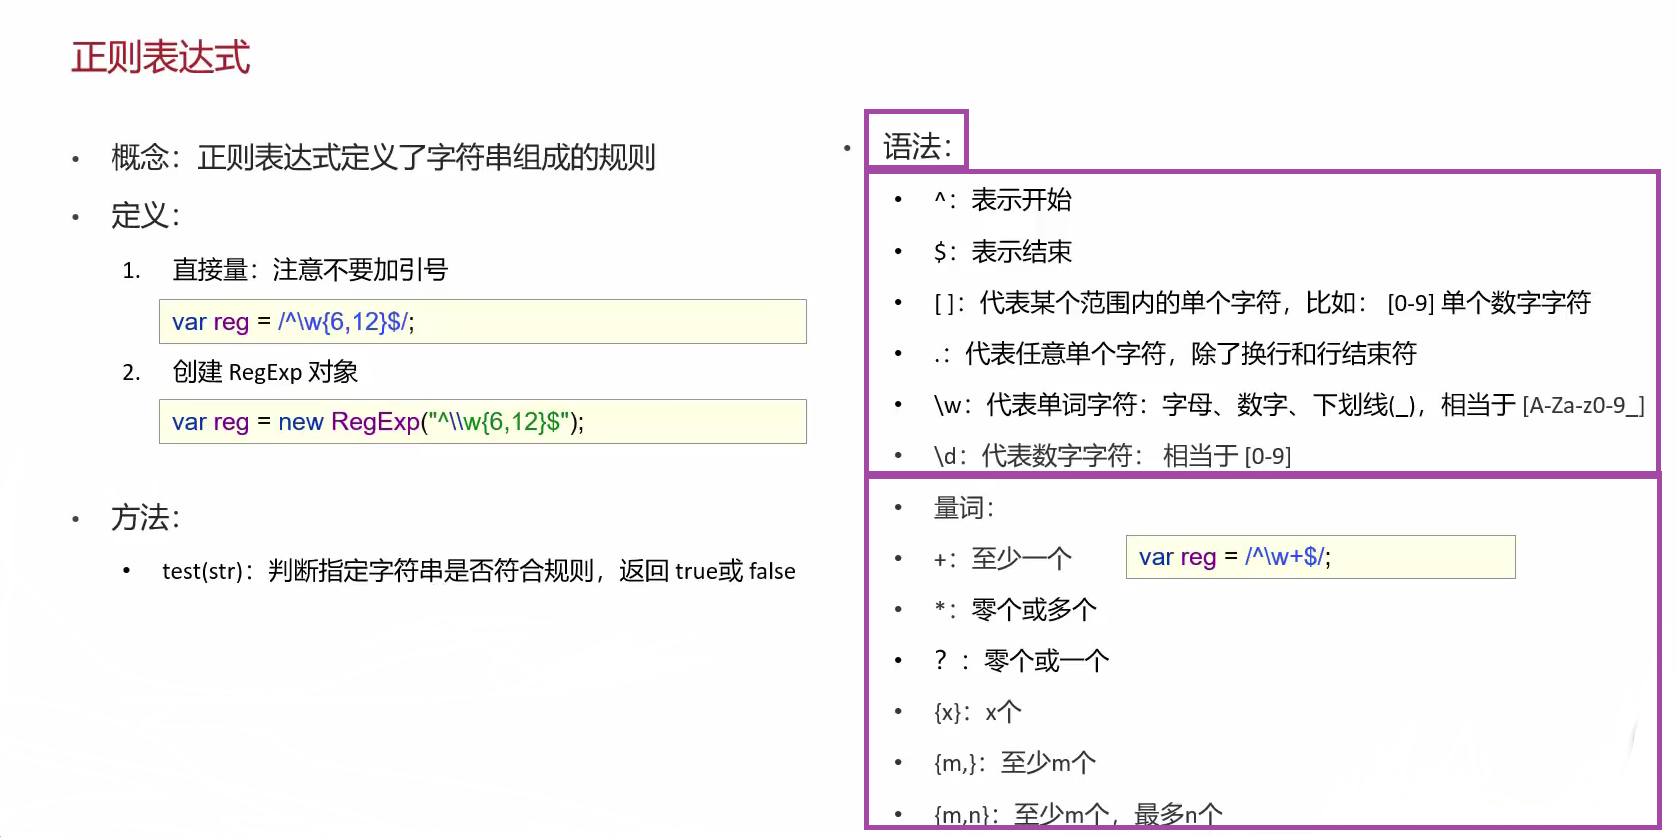 正则表达式
• 概念：正则表达式定义了字符串组成的规则
• 定义：
1. 直接量：注意不要加引号
var reg = /^\w{6,12}$/;
2. 创建 RegExp 对象
var reg = new RegExp("^\\w{6,12}$");
• 方法：
• test(str)：判断指定字符串是否符合规则，返回 true或 false
• 语法：
• ^：表示开始
• $：表示结束
• [ ]：代表某个范围内的单个字符，比如： [0-9] 单个数字字符
• .：代表任意单个字符，除了换行和行结束符
• \w：代表单词字符：字母、数字、下划线(_)，相当于 [A-Za-z0-9_]
• \d：代表数字字符： 相当于 [0-9]
• 量词：
• +：至少一个
var reg = /^\w+$/;
• *：零个或多个
• ？：零个或一个
• {x}：x个
• {m,}：至少m个
• {m,n}：至少m个，最多n个